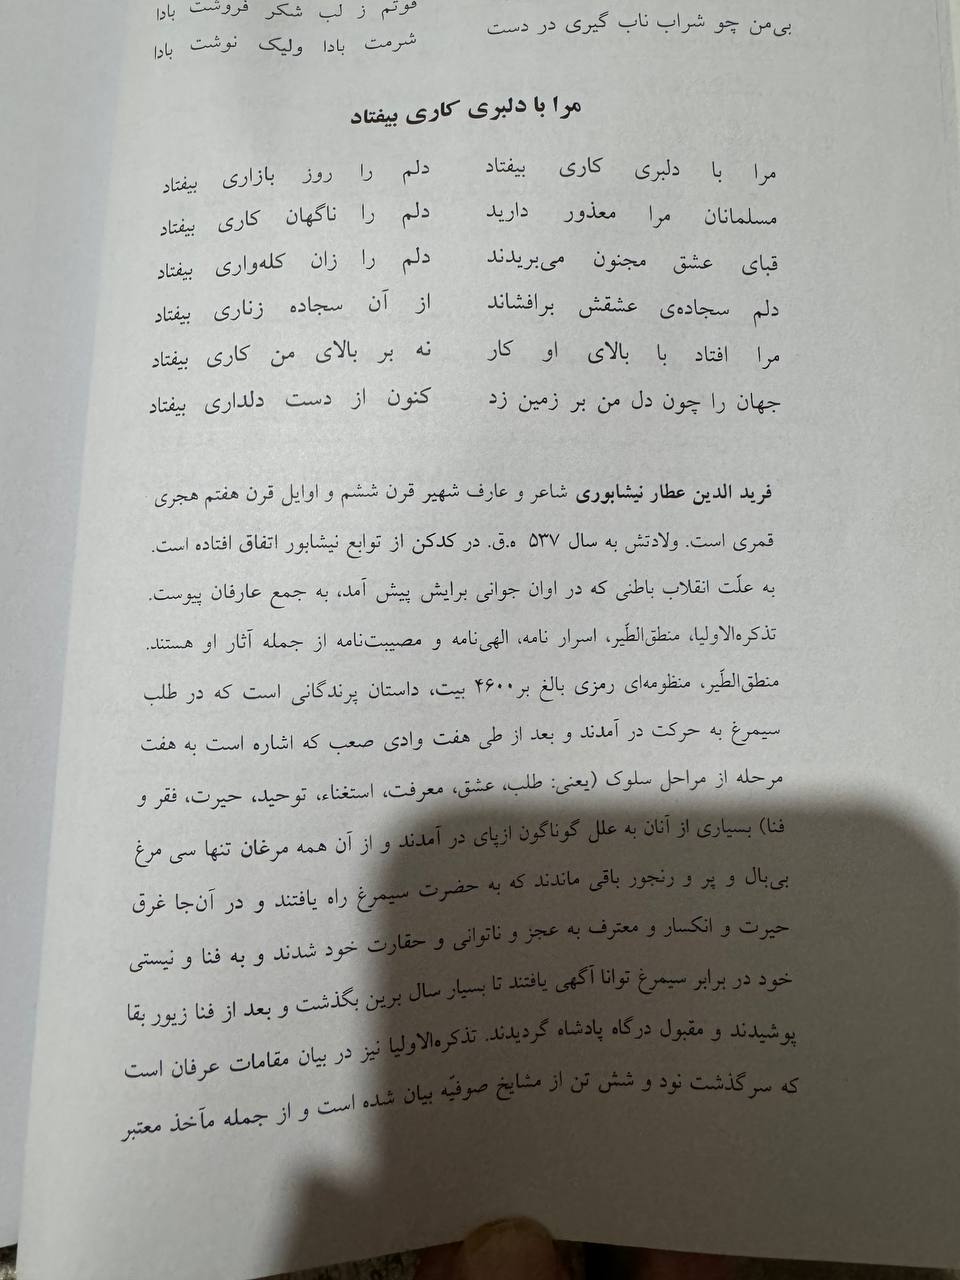 قوتم ز لب شکر فروشت بادا
بی‌من چو شراب ناب گیری در دست شرمت بادا ولیک نوشت بادا
مرا با دلبری کاری بیفتاد
مرا با دلبری کاری بیفتاد دلم را روز بازاری بیفتاد
مسلمانان مرا معذور دارید دلم را ناگهان کاری بیفتاد
قبای عشق مجنون می‌بریدند دلم را زان کله‌واری بیفتاد
دلم سجاده‌ی عشقش برافشاند از آن سجاده زناری بیفتاد
مرا افتاد با بالای او کار نه بر بالای من کاری بیفتاد
جهان را چون دل من بر زمین زد کنون از دست دلداری بیفتاد
فرید الدین عطار نیشابوری شاعر و عارف شهیر قرن ششم و اوایل قرن هفتم هجری
قمری است. ولادتش به سال ۵۳۷ ه.ق. در کدکن از توابع نیشابور اتفاق افتاده است.
به علّت انقلاب باطنی که در اوان جوانی برایش پیش آمد، به جمع عارفان پیوست.
تذکره‌الاولیا، منطق‌الطّیر، اسرار نامه، الهی‌نامه و مصیبت‌نامه از جمله آثار او هستند.
منطق‌الطّیر، منظومه‌ای رمزی بالغ بر۴۶۰۰ بیت، داستان پرندگانی است که در طلب
سیمرغ به حرکت در آمدند و بعد از طی هفت وادی صعب که اشاره است به هفت
مرحله از مراحل سلوک (یعنی: طلب، عشق، معرفت، استغناء، توحید، حیرت، فقر و
فنا) بسیاری از آنان به علل گوناگون ازپای در آمدند و از آن همه مرغان تنها سی مرغ
بی‌بال و پر و رنجور باقی ماندند که به حضرت سیمرغ راه یافتند و در آن‌جا غرق
حیرت و انکسار و معترف به عجز و ناتوانی و حقارت خود شدند و به فنا و نیستی
خود در برابر سیمرغ توانا آگهی یافتند تا بسیار سال برین بگذشت و بعد از فنا زیور بقا
پوشیدند و مقبول درگاه پادشاه گردیدند. تذکره‌الاولیا نیز در بیان مقامات عرفان است
که سرگذشت نود و شش تن از مشایخ صوفیّه بیان شده است و از جمله مآخذ معتبر